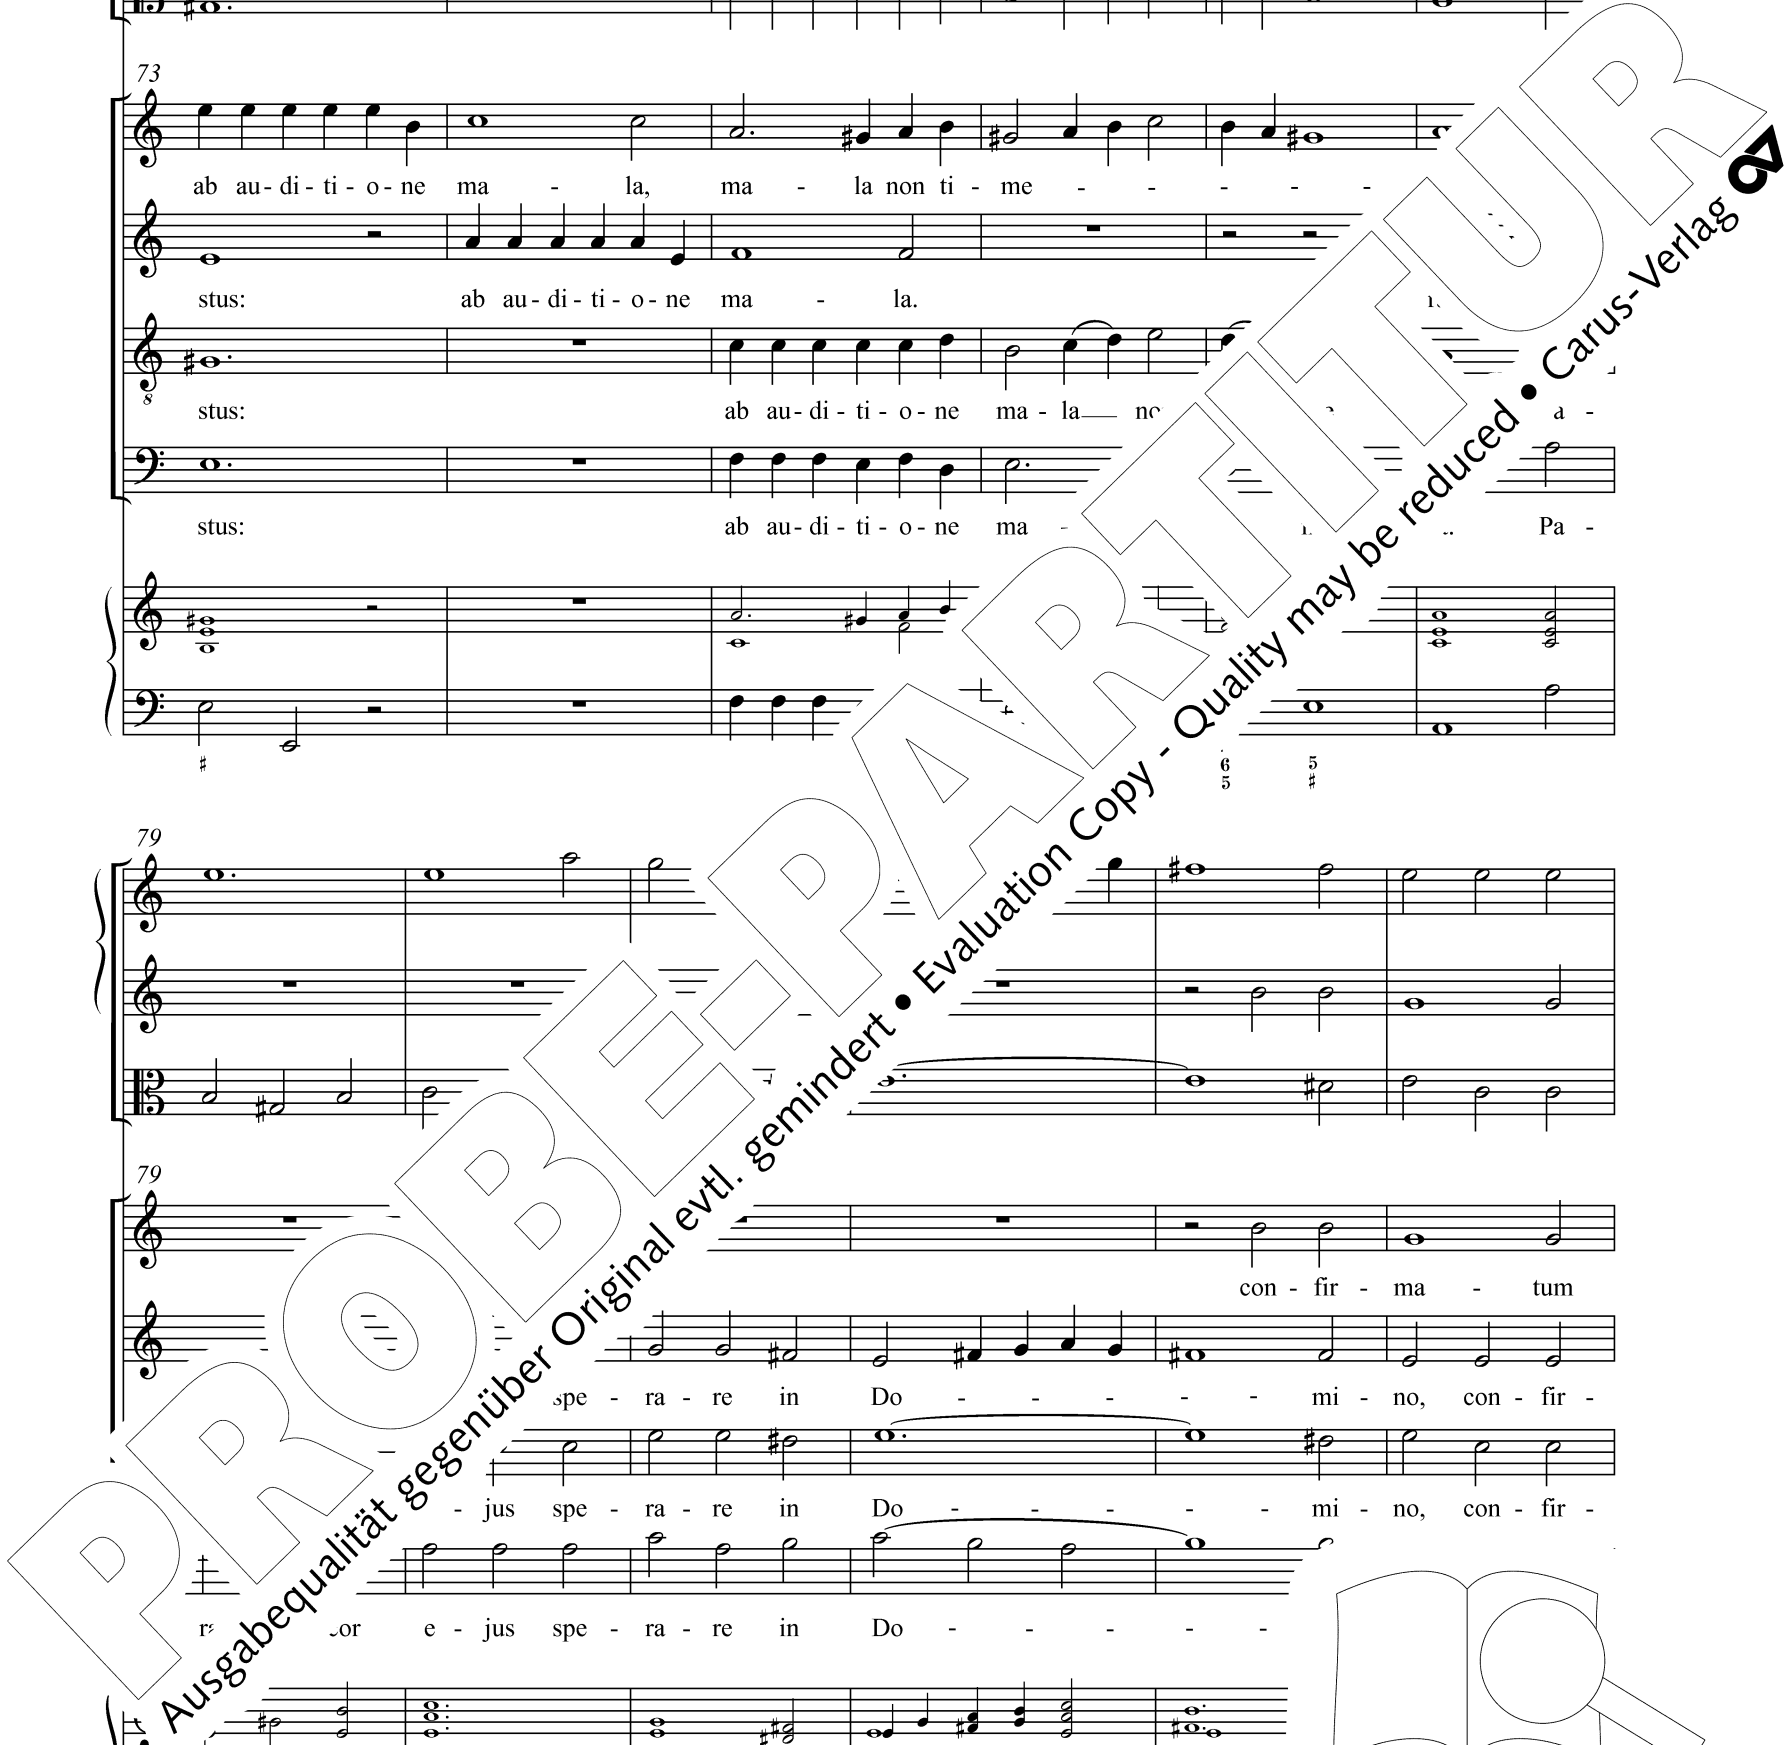 73
ab au - di - ti - o - ne ma - la, ma - la non ti - me - - - - -
stus: ab au - di - ti - o - ne ma - la.
8
stus: ab au - di - ti - o - ne ma - la a -
stus: ab au - di - ti - o - ne ma - Pa -
♯ 6 5
5 ♯
79
79
con - fir - ma - tum
ra - re in Do - - - - - mi - no, con - fir -
- jus spe - ra - re in Do - - - - - mi - no, con - fir -
e - jus spe - ra - re in Do - - - - -
PROBE-PARTITUR
Ausgabequalität gegenüber Original evtl. gemindert • Evaluation Copy - Quality may be reduced • Carus-Verlag